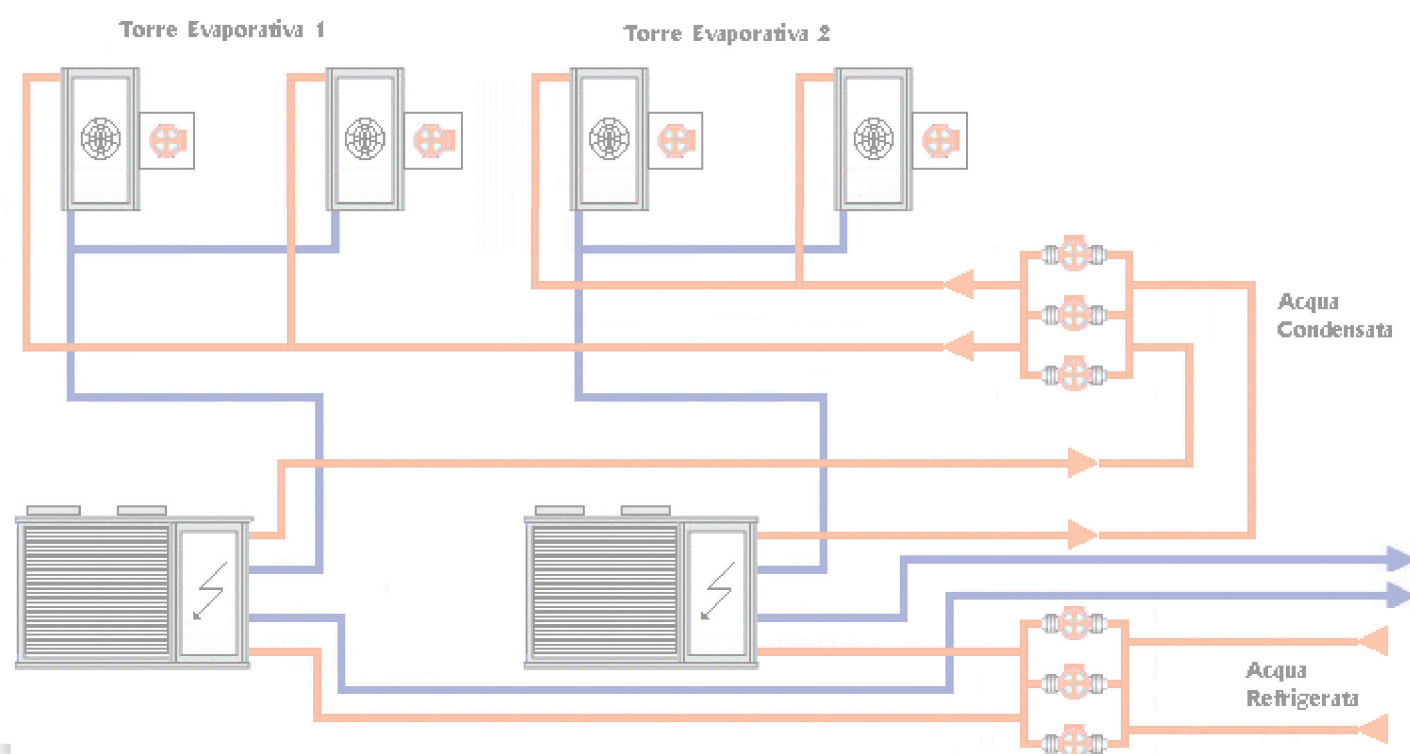 Torre Evaporativa 1
Torre Evaporativa 2
Acqua
Condensata
Acqua
Refrigerata